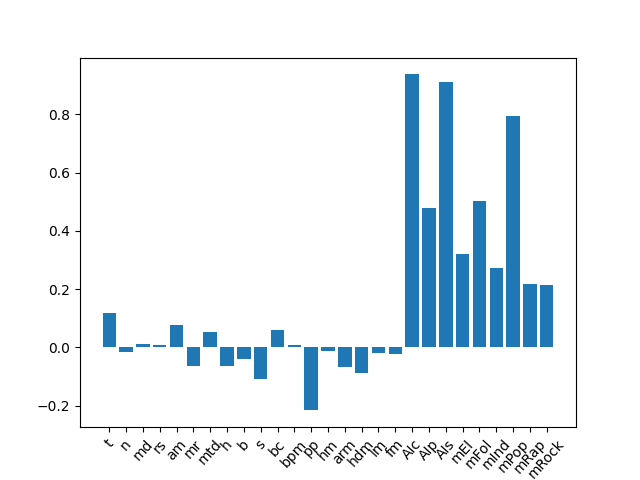 0.8
0.6
0.4
0.2
0.0
−0.2
t
n
md
rs
am
mr
mtd
h
b
s
bc
bpm
pp
hm
arm
hdm
lm
fm
Alc
Alp
Als
mEl
mFol
mInd
mPop
mRap
mRock